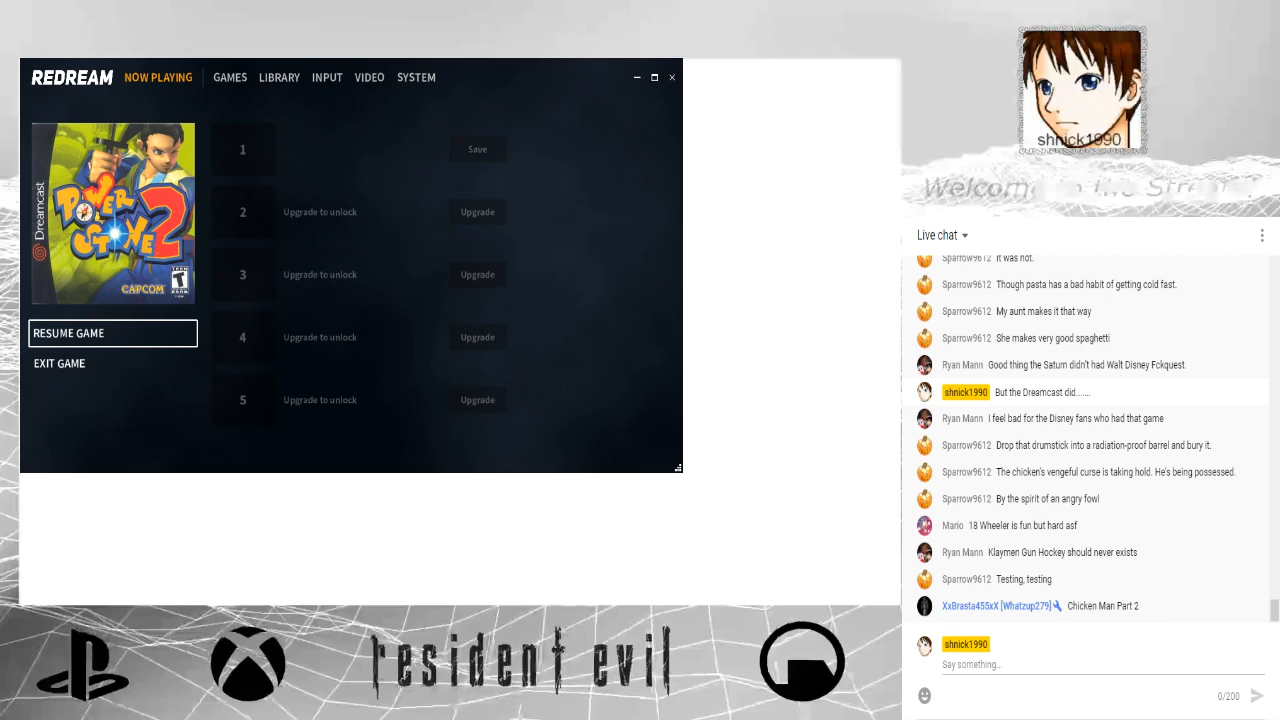 REDREAM NOW PLAYING GAMES LIBRARY INPUT VIDEO SYSTEM
Dreamcast
POWER
STONE 2
TEEN
CAPCOM
RESUME GAME
EXIT GAME
1 Save
2 Upgrade to unlock Upgrade
3 Upgrade to unlock Upgrade
4 Upgrade to unlock Upgrade
5 Upgrade to unlock Upgrade
shnick1990
Live chat
Sparrow9612 It was not.
Sparrow9612 Though pasta has a bad habit of getting cold fast.
Sparrow9612 My aunt makes it that way
Sparrow9612 She makes very good spaghetti
Ryan Mann Good thing the Saturn didn't had Walt Disney Fckquest.
shnick1990 But the Dreamcast did.......
Ryan Mann I feel bad for the Disney fans who had that game
Sparrow9612 Drop that drumstick into a radiation-proof barrel and bury it.
Sparrow9612 The chicken's vengeful curse is taking hold. He's being possessed.
Sparrow9612 By the spirit of an angry fowl
Mario 18 Wheeler is fun but hard asf
Ryan Mann Klaymen Gun Hockey should never exists
Sparrow9612 Testing, testing
XxBrasta455xX [Whatzup279] Chicken Man Part 2
shnick1990
Say something...
0/200
resident evil